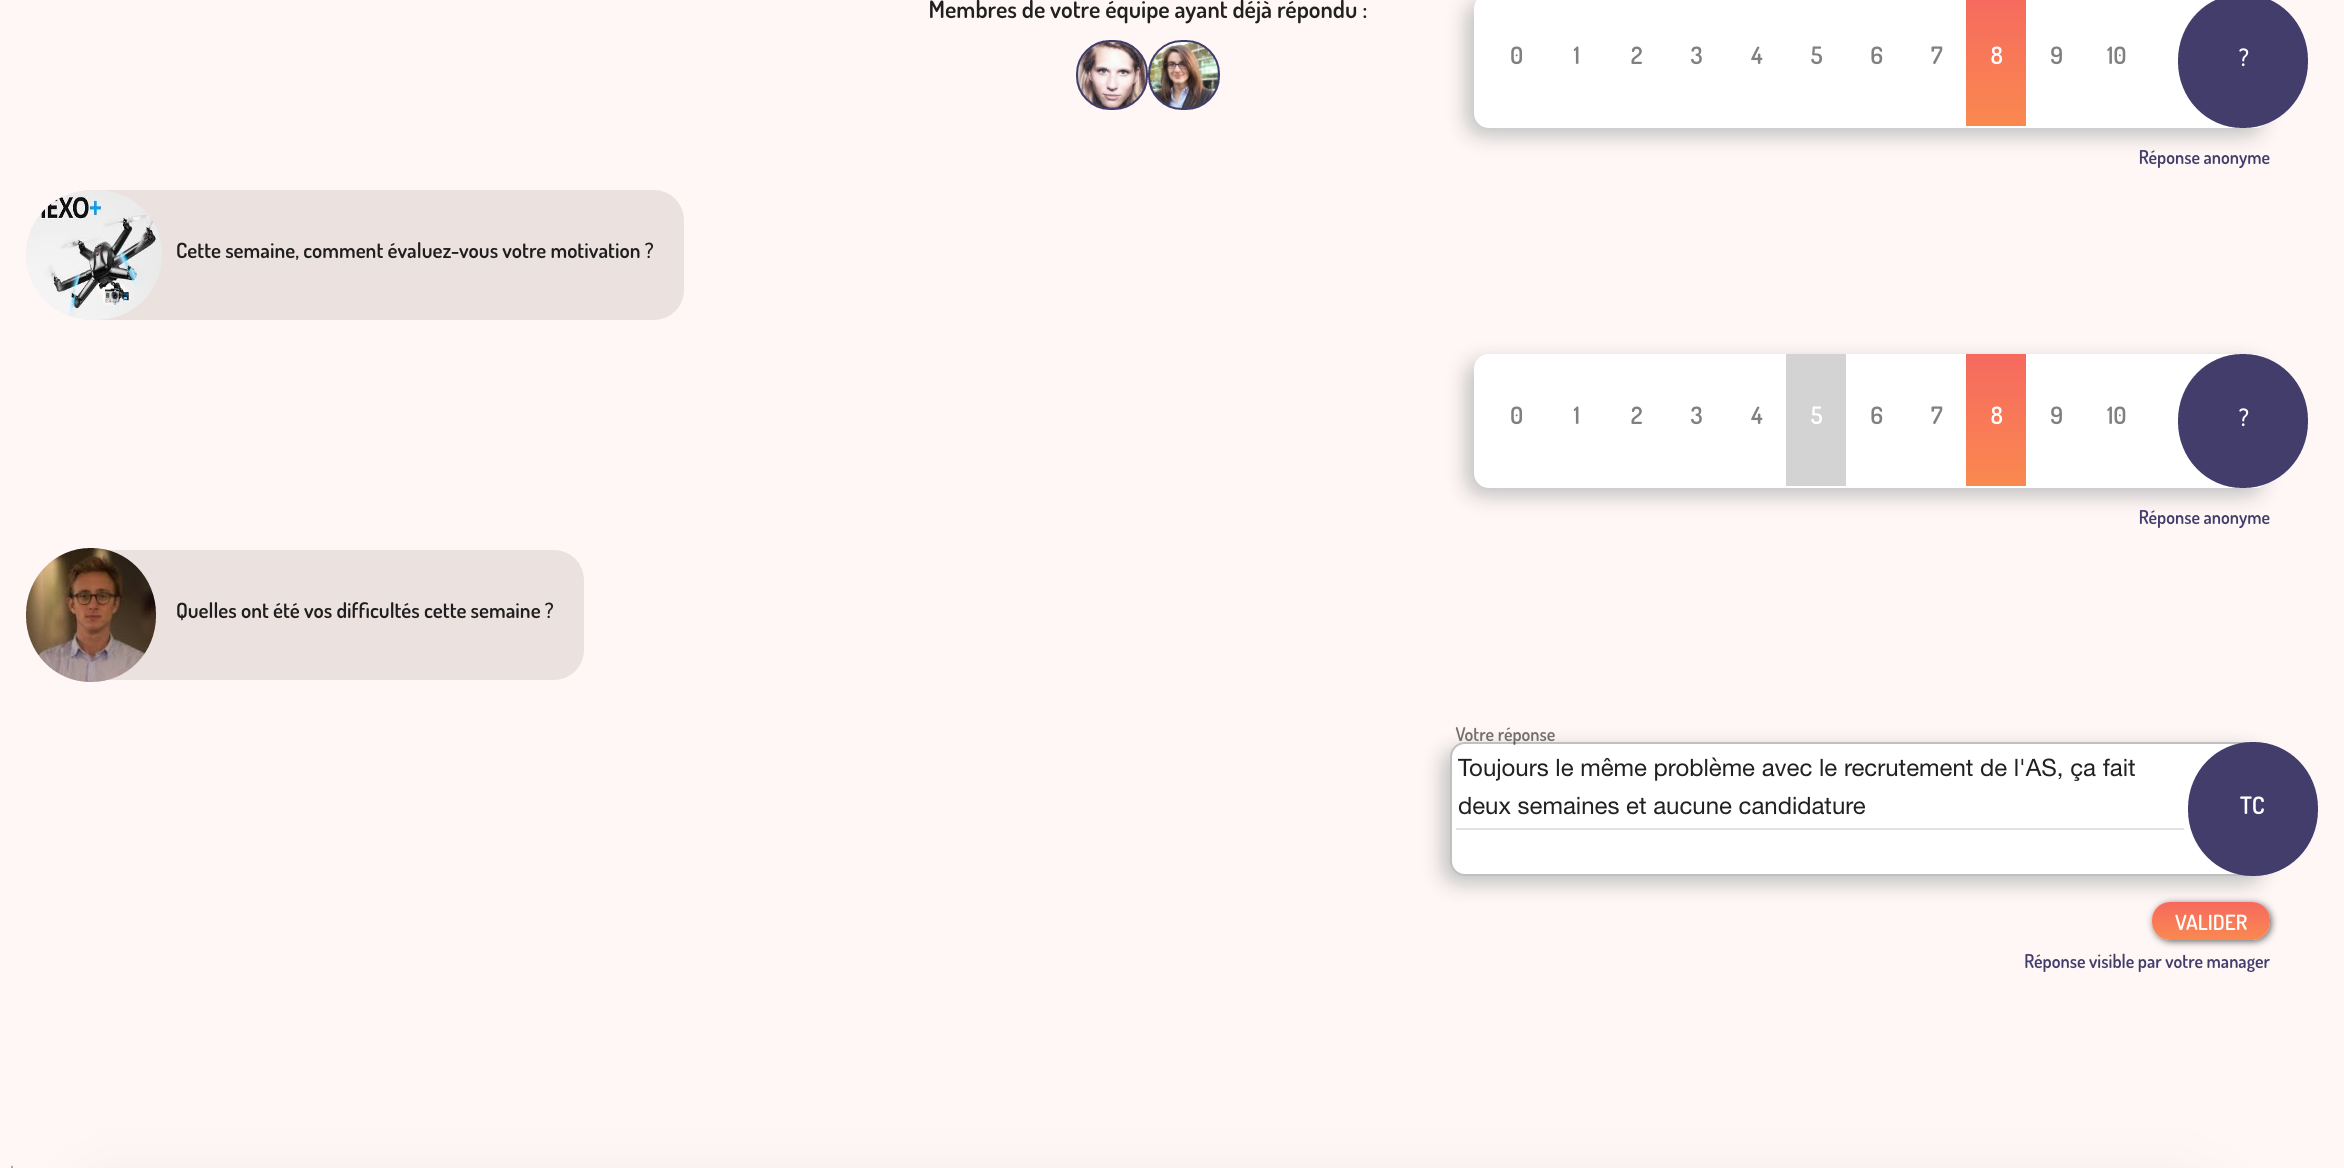 Membres de votre équipe ayant déjà répondu :
0 1 2 3 4 5 6 7 8 9 10 ?
Réponse anonyme
EXO+
Cette semaine, comment évaluez-vous votre motivation ?
0 1 2 3 4 5 6 7 8 9 10 ?
Réponse anonyme
Quelles ont été vos difficultés cette semaine ?
Votre réponse
Toujours le même problème avec le recrutement de l'AS, ça fait
deux semaines et aucune candidature
TC
VALIDER
Réponse visible par votre manager